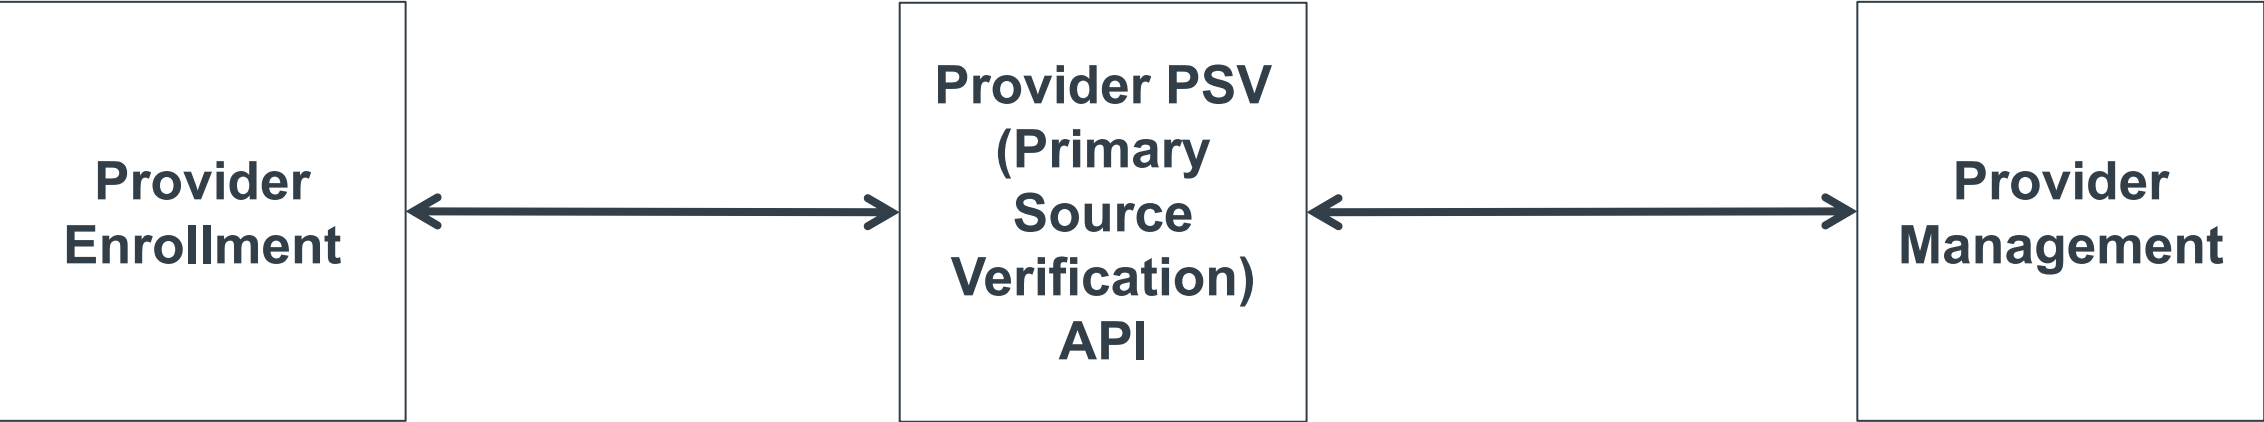 Provider
Enrollment
Provider PSV
(Primary
Source
Verification)
API
Provider
Management